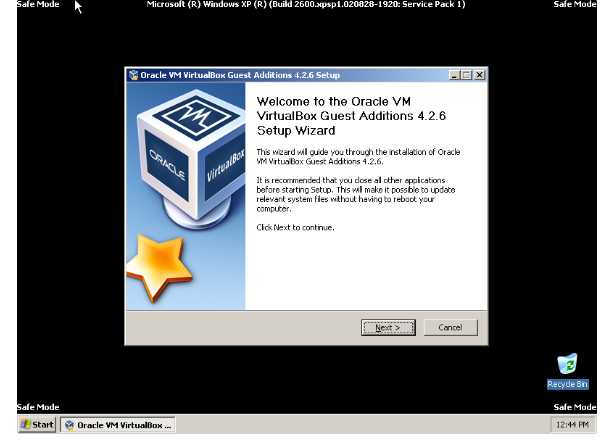 Safe Mode
Microsoft (R) Windows XP (R) (Build 2600.xpsp1.020828-1920: Service Pack 1)
Safe Mode
Oracle VM VirtualBox Guest Additions 4.2.6 Setup
Welcome to the Oracle VM
VirtualBox Guest Additions 4.2.6
Setup Wizard
This wizard will guide you through the installation of Oracle
VM VirtualBox Guest Additions 4.2.6.
It is recommended that you close all other applications
before starting Setup. This will make it possible to update
relevant system files without having to reboot your
computer.
Click Next to continue.
ORACLE
VirtualBox
Next >
Cancel
Recycle Bin
Safe Mode
Safe Mode
Start
Oracle VM VirtualBox ...
12:44 PM